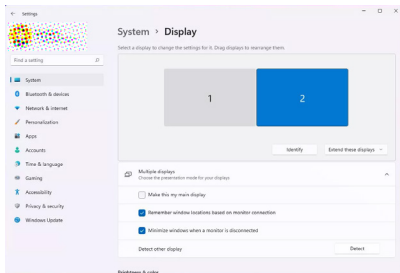 Settings
System > Display
Select a display to change the settings for it. Drag displays to rearrange them.
Find a setting
System
Bluetooth & devices
Network & internet
Personalization
Apps
Accounts
Time & language
Gaming
Accessibility
Privacy & security
Windows Update
1
2
Identify
Extend these displays
Multiple displays
Choose the presentation mode for your displays
Make this my main display
Remember window locations based on monitor connection
Minimize windows when a monitor is disconnected
Detect other display
Detect
Brightness & color